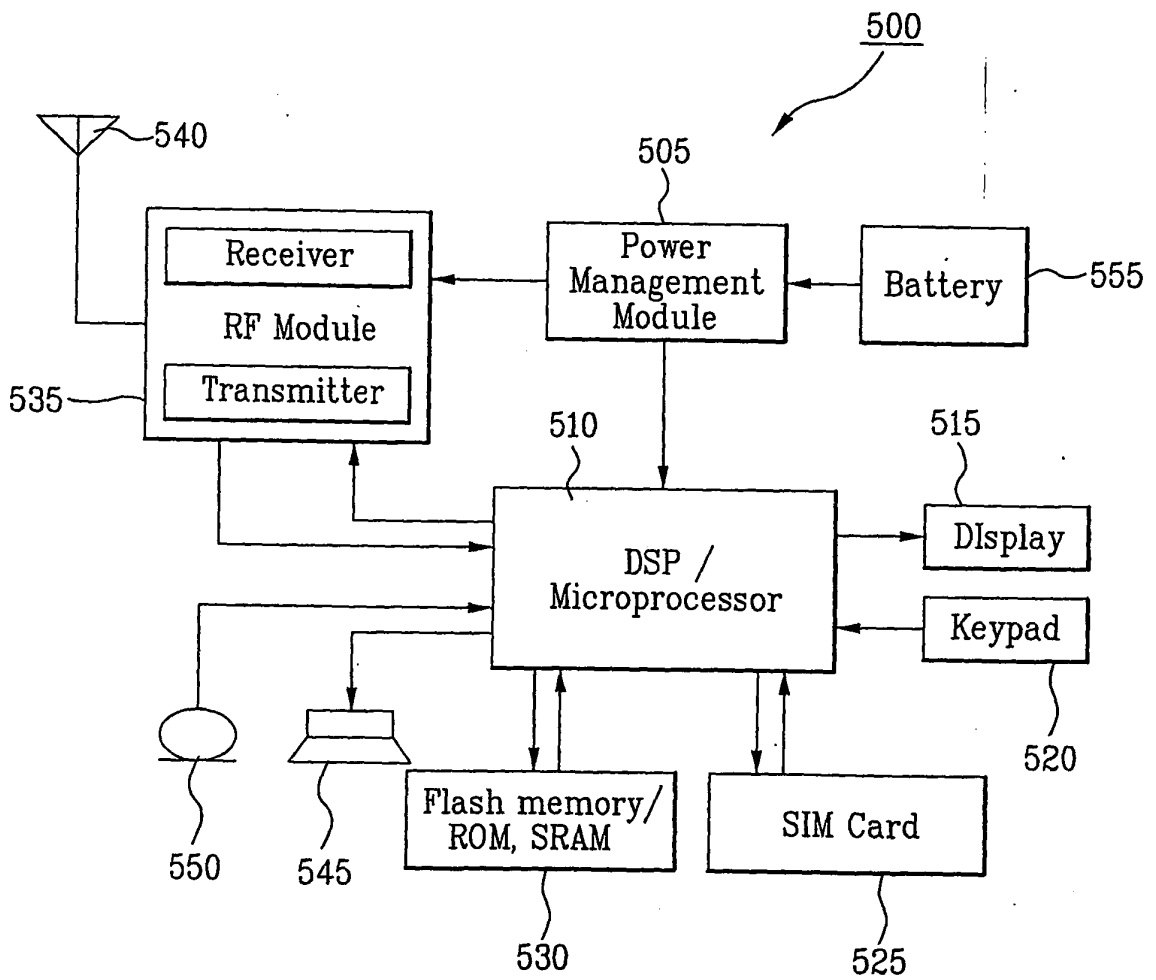 500
540
505
Receiver
RF Module
Transmitter
535
Power
Management
Module
Battery
555
510
515
DSP /
Microprocessor
DIsplay
Keypad
520
550
545
Flash memory/
ROM, SRAM
530
SIM Card
525